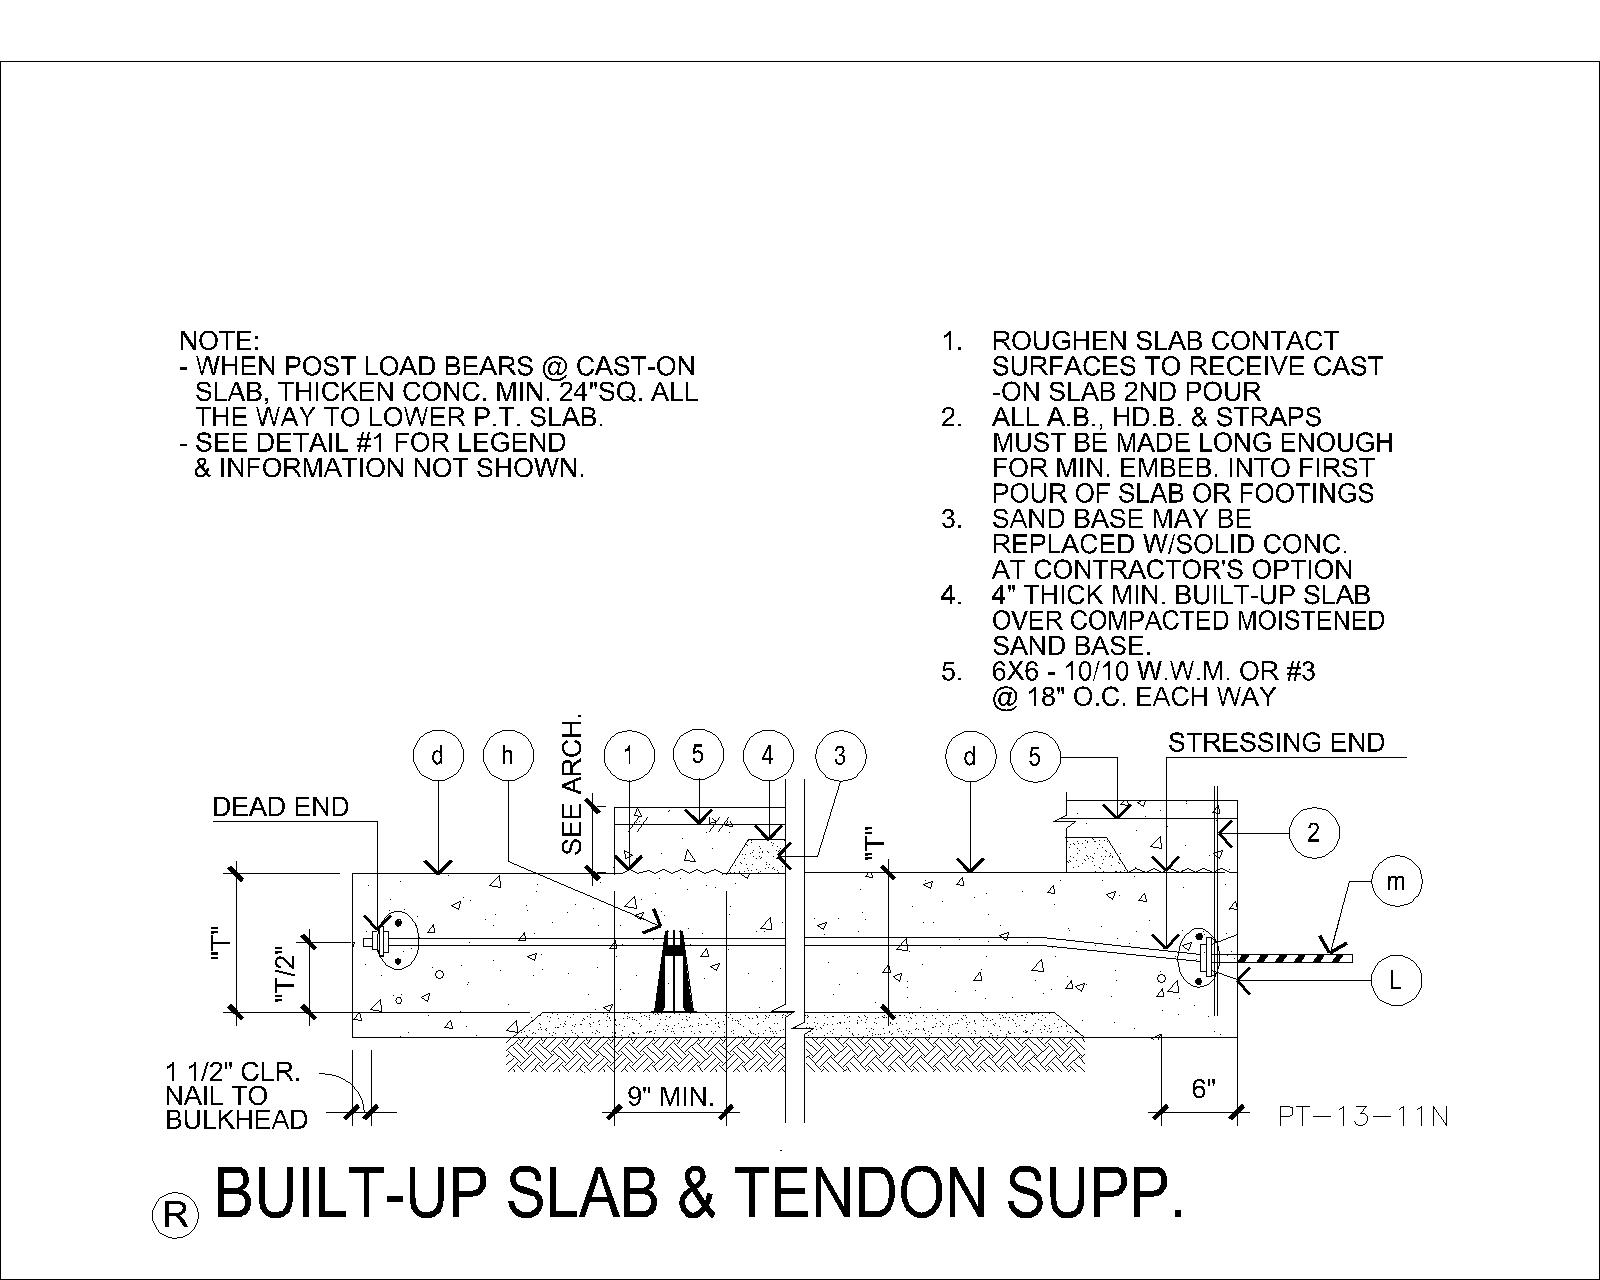 NOTE:
- WHEN POST LOAD BEARS @ CAST-ON
SLAB, THICKEN CONC. MIN. 24"SQ. ALL
THE WAY TO LOWER P.T. SLAB.
- SEE DETAIL #1 FOR LEGEND
& INFORMATION NOT SHOWN.
1. ROUGHEN SLAB CONTACT
SURFACES TO RECEIVE CAST
-ON SLAB 2ND POUR
2. ALL A.B., HD.B. & STRAPS
MUST BE MADE LONG ENOUGH
FOR MIN. EMBEB. INTO FIRST
POUR OF SLAB OR FOOTINGS
3. SAND BASE MAY BE
REPLACED W/SOLID CONC.
AT CONTRACTOR'S OPTION
4. 4" THICK MIN. BUILT-UP SLAB
OVER COMPACTED MOISTENED
SAND BASE.
5. 6X6 - 10/10 W.W.M. OR #3
@ 18" O.C. EACH WAY
STRESSING END
d
h
SEE ARCH.
1
5
4
3
d
5
DEAD END
2
"T"
m
"T"
"T/2"
L
1 1/2" CLR.
NAIL TO
BULKHEAD
9" MIN.
6"
PT-13-11N
R BUILT-UP SLAB & TENDON SUPP.